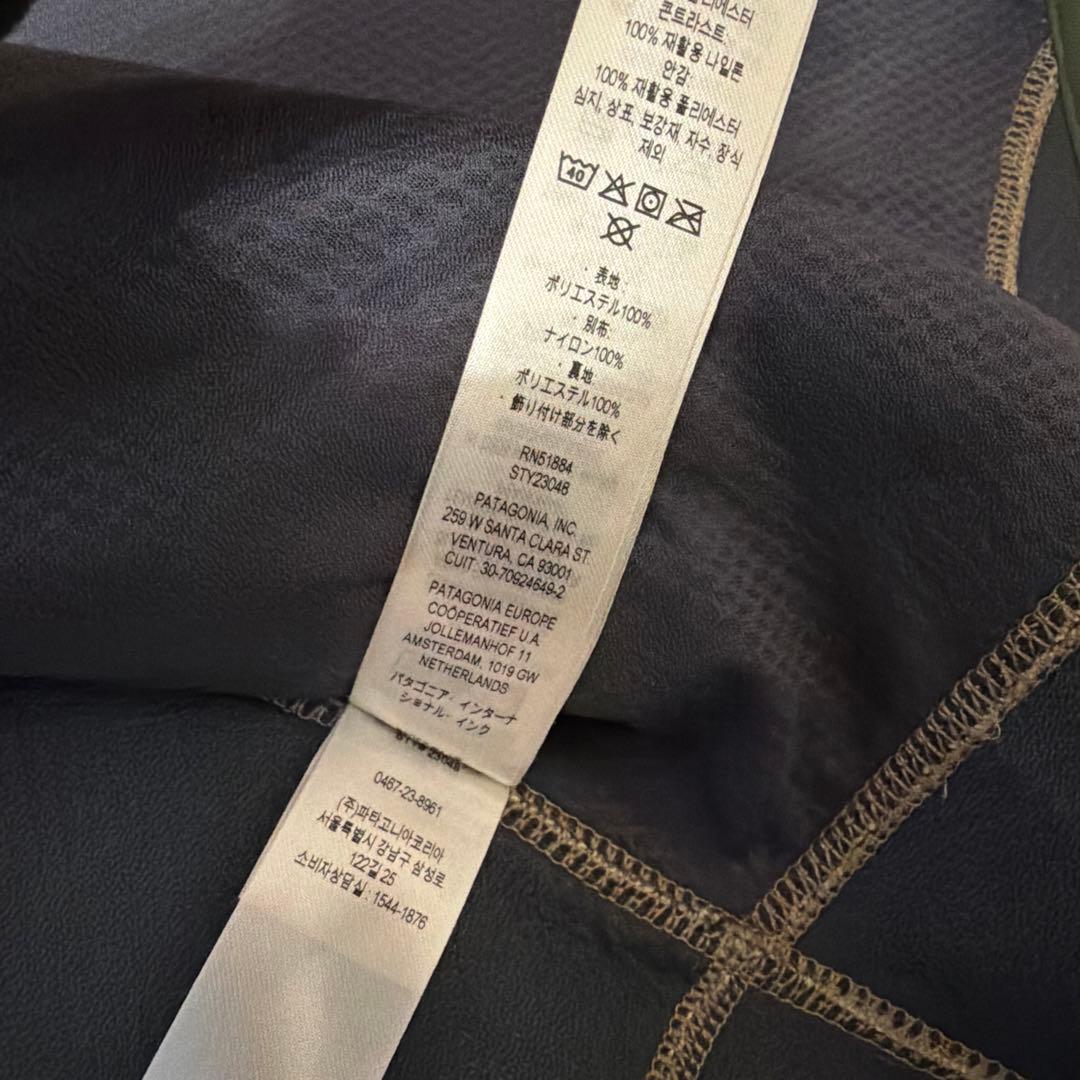 콘트라스트
100% 재활용 나일론
안감
100% 재활용 폴리에스터
심지, 상표, 보강재, 자수, 장식
제외
40
· 表地
ポリエステル100%
· 別布
ナイロン100%
· 裏地
ポリエステル100%
· 飾り付け部分を除く
RN51884
STY23048
PATAGONIA, INC.
259 W SANTA CLARA ST.
VENTURA, CA 93001
CUIT: 30-70924649-2
PATAGONIA EUROPE
COÖPERATIEF U.A.
JOLLEMANHOF 11
AMSTERDAM, 1019 GW
NETHERLANDS
パタゴニア・インターナ
ショナル・インク
23048
0467-23-8961
(주)파타고니아코리아
서울특별시 강남구 삼성로
122길 25
소비자상담실 : 1544-1876